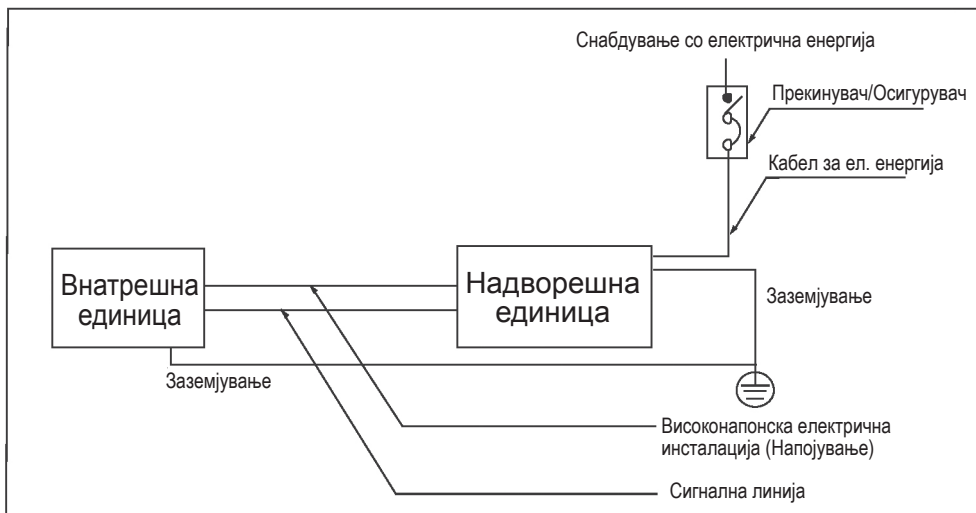 Снабдување со електрична енергија
Прекинувач/Осигурувач
Кабел за ел. енергија
Внатрешна
единица
Надворешна
единица
Заземјување
Заземјување
Високонапонска електрична
инсталација (Напојување)
Сигнална линија